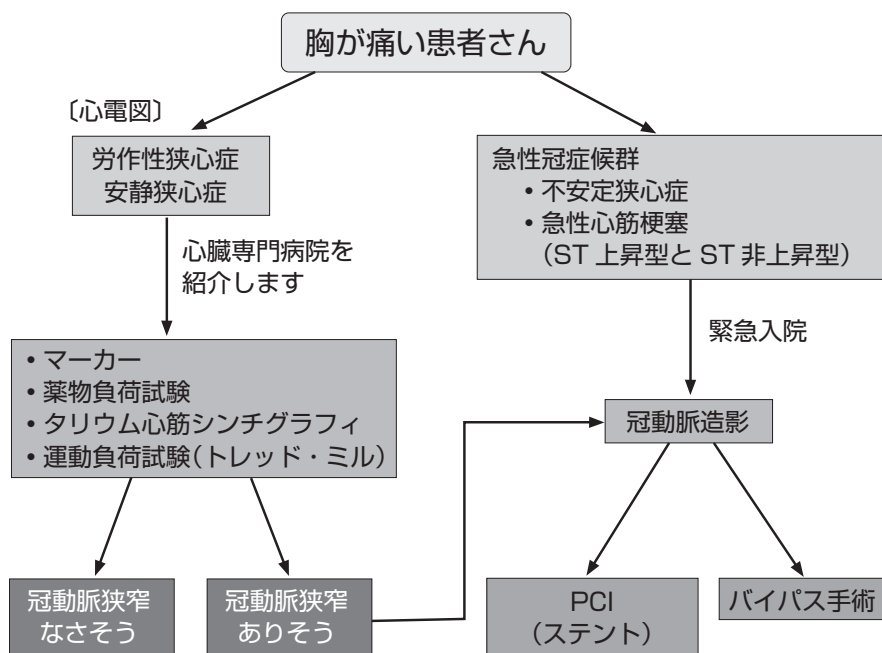 胸が痛い患者さん
〔心電図〕
労作性狭心症
安静狭心症
急性冠症候群
• 不安定狭心症
• 急性心筋梗塞
(ST 上昇型と ST 非上昇型)
心臓専門病院を
紹介します
緊急入院
• マーカー
• 薬物負荷試験
• タリウム心筋シンチグラフィ
• 運動負荷試験(トレッド・ミル)
冠動脈造影
冠動脈狭窄
なさそう
冠動脈狭窄
ありそう
PCI
(ステント)
バイパス手術